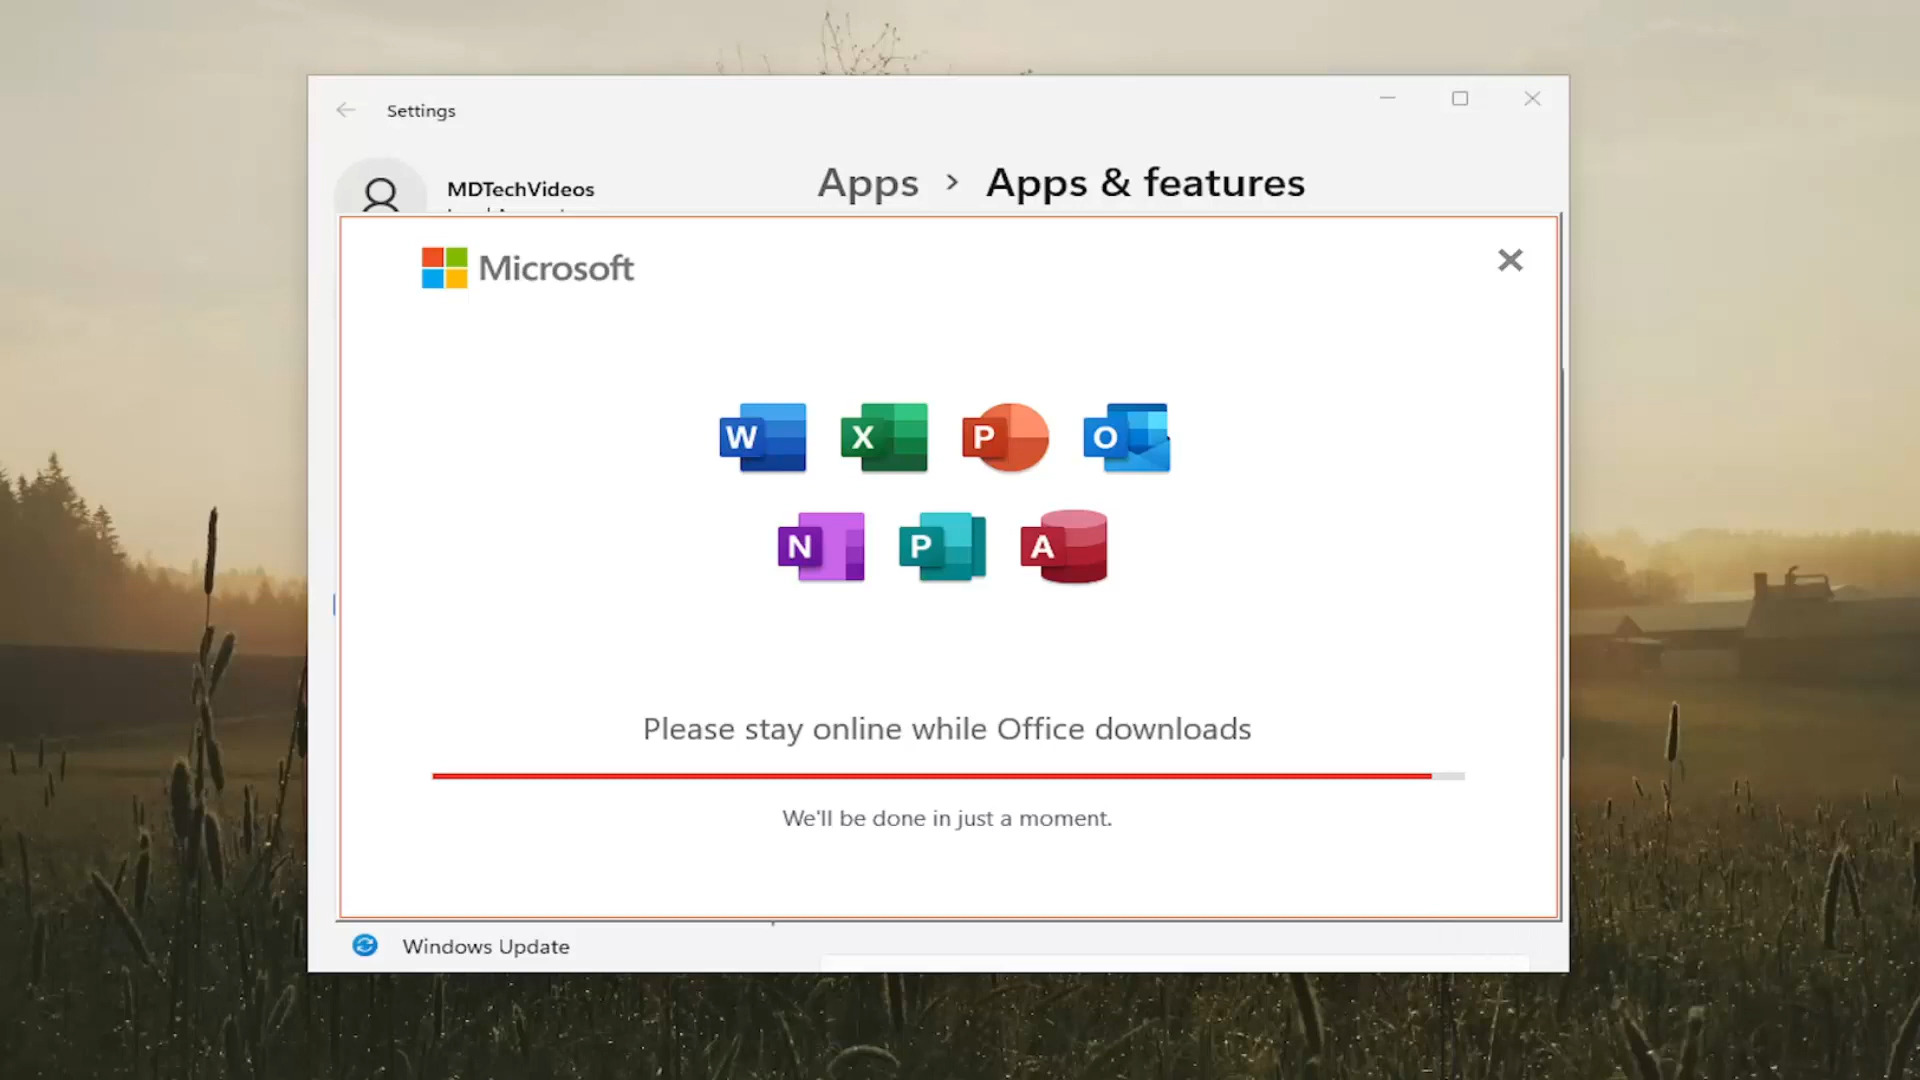 Settings
MDTechVideos
Apps > Apps & features
Microsoft
W X P O
N P A
Please stay online while Office downloads
We'll be done in just a moment.
Windows Update